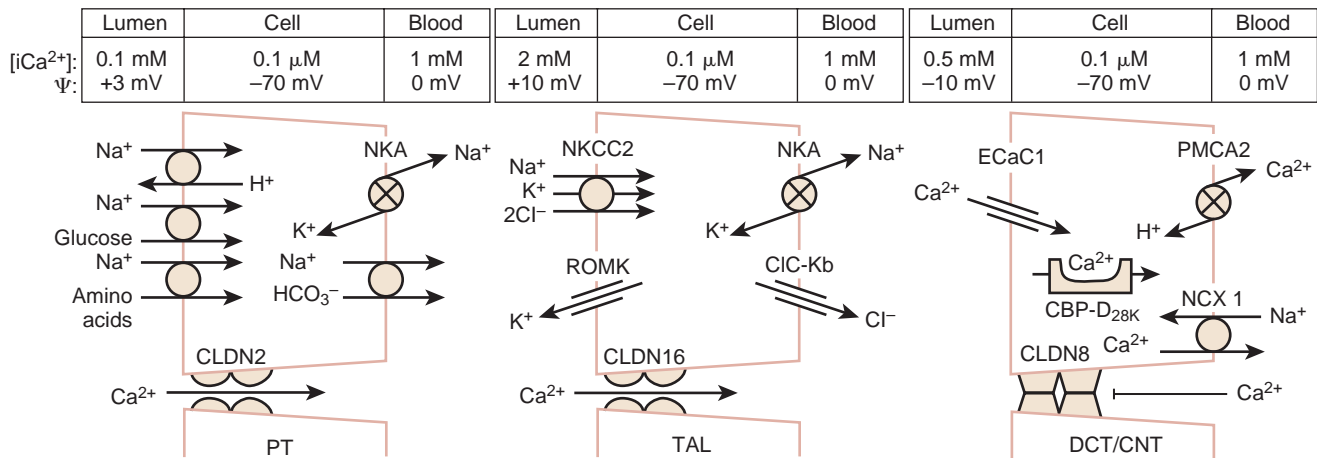 Lumen Cell Blood Lumen Cell Blood Lumen Cell Blood
[iCa²⁺]: 0.1 mM 0.1 μM 1 mM 2 mM 0.1 μM 1 mM 0.5 mM 0.1 μM 1 mM
Ψ: +3 mV –70 mV 0 mV +10 mV –70 mV 0 mV –10 mV –70 mV 0 mV
Na⁺
H⁺
Na⁺
Glucose
Na⁺
Amino
acids
NKA
Na⁺
K⁺
Na⁺
HCO₃⁻
CLDN2
Ca²⁺
PT
NKCC2
Na⁺
K⁺
2Cl⁻
NKA
Na⁺
K⁺
ROMK
K⁺
ClC-Kb
Cl⁻
CLDN16
Ca²⁺
TAL
ECaC1
Ca²⁺
PMCA2
Ca²⁺
H⁺
Ca²⁺
CBP-D₂₈K
NCX 1
Na⁺
Ca²⁺
CLDN8
Ca²⁺
DCT/CNT